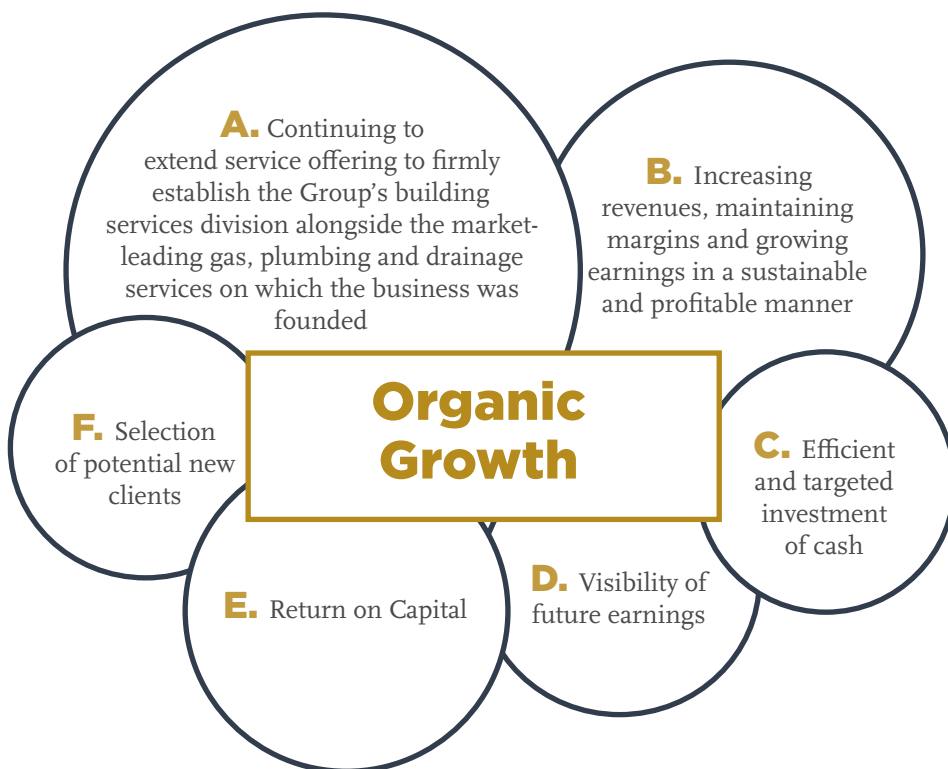 A. Continuing to
extend service offering to firmly
establish the Group’s building
services division alongside the market-
leading gas, plumbing and drainage
services on which the business was
founded
B. Increasing
revenues, maintaining
margins and growing
earnings in a sustainable
and profitable manner
Organic
Growth
C. Efficient
and targeted
investment
of cash
D. Visibility of
future earnings
E. Return on Capital
F. Selection
of potential new
clients